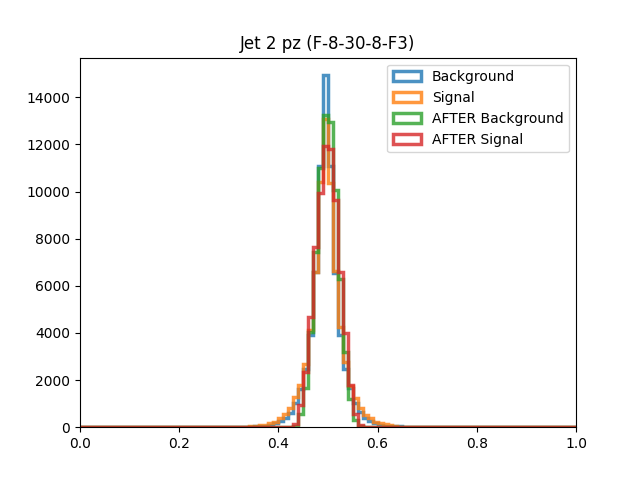 Jet 2 pz (F-8-30-8-F3)
Background
Signal
AFTER Background
AFTER Signal
14000
12000
10000
8000
6000
4000
2000
0
0.0 0.2 0.4 0.6 0.8 1.0